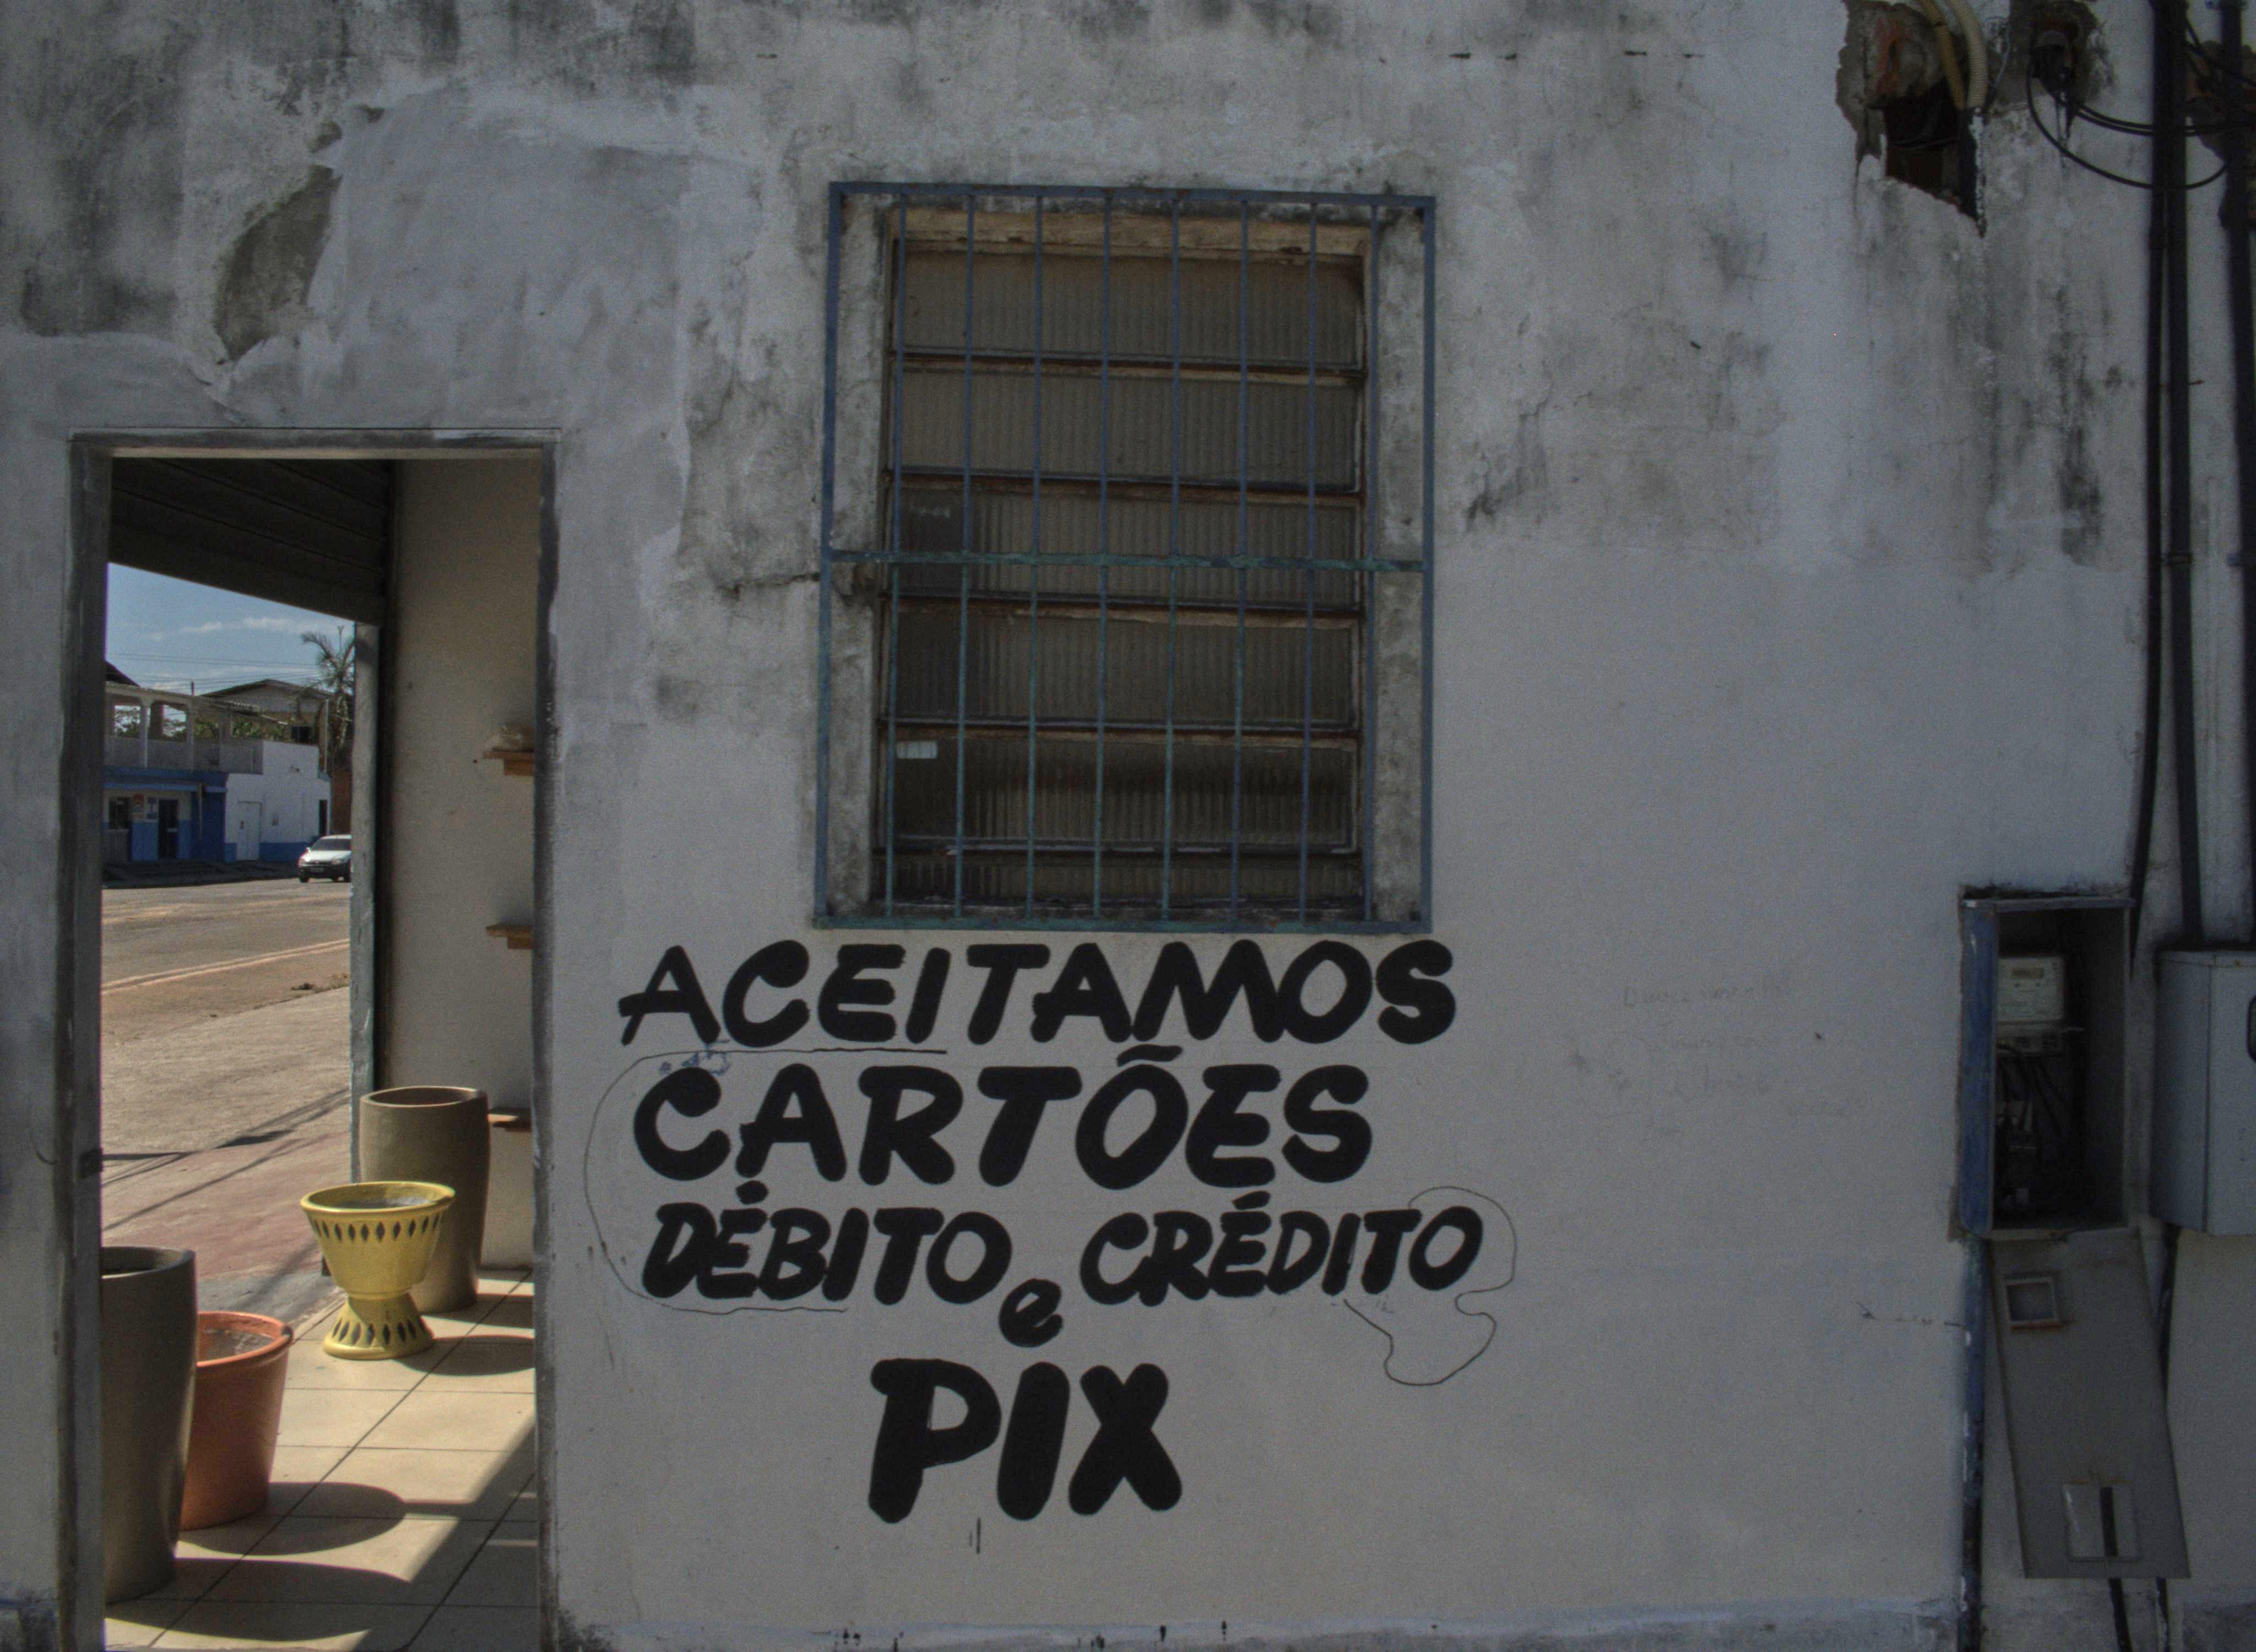 ACEITAMOS
CARTÕES
DÉBITO e CRÉDITO
PIX